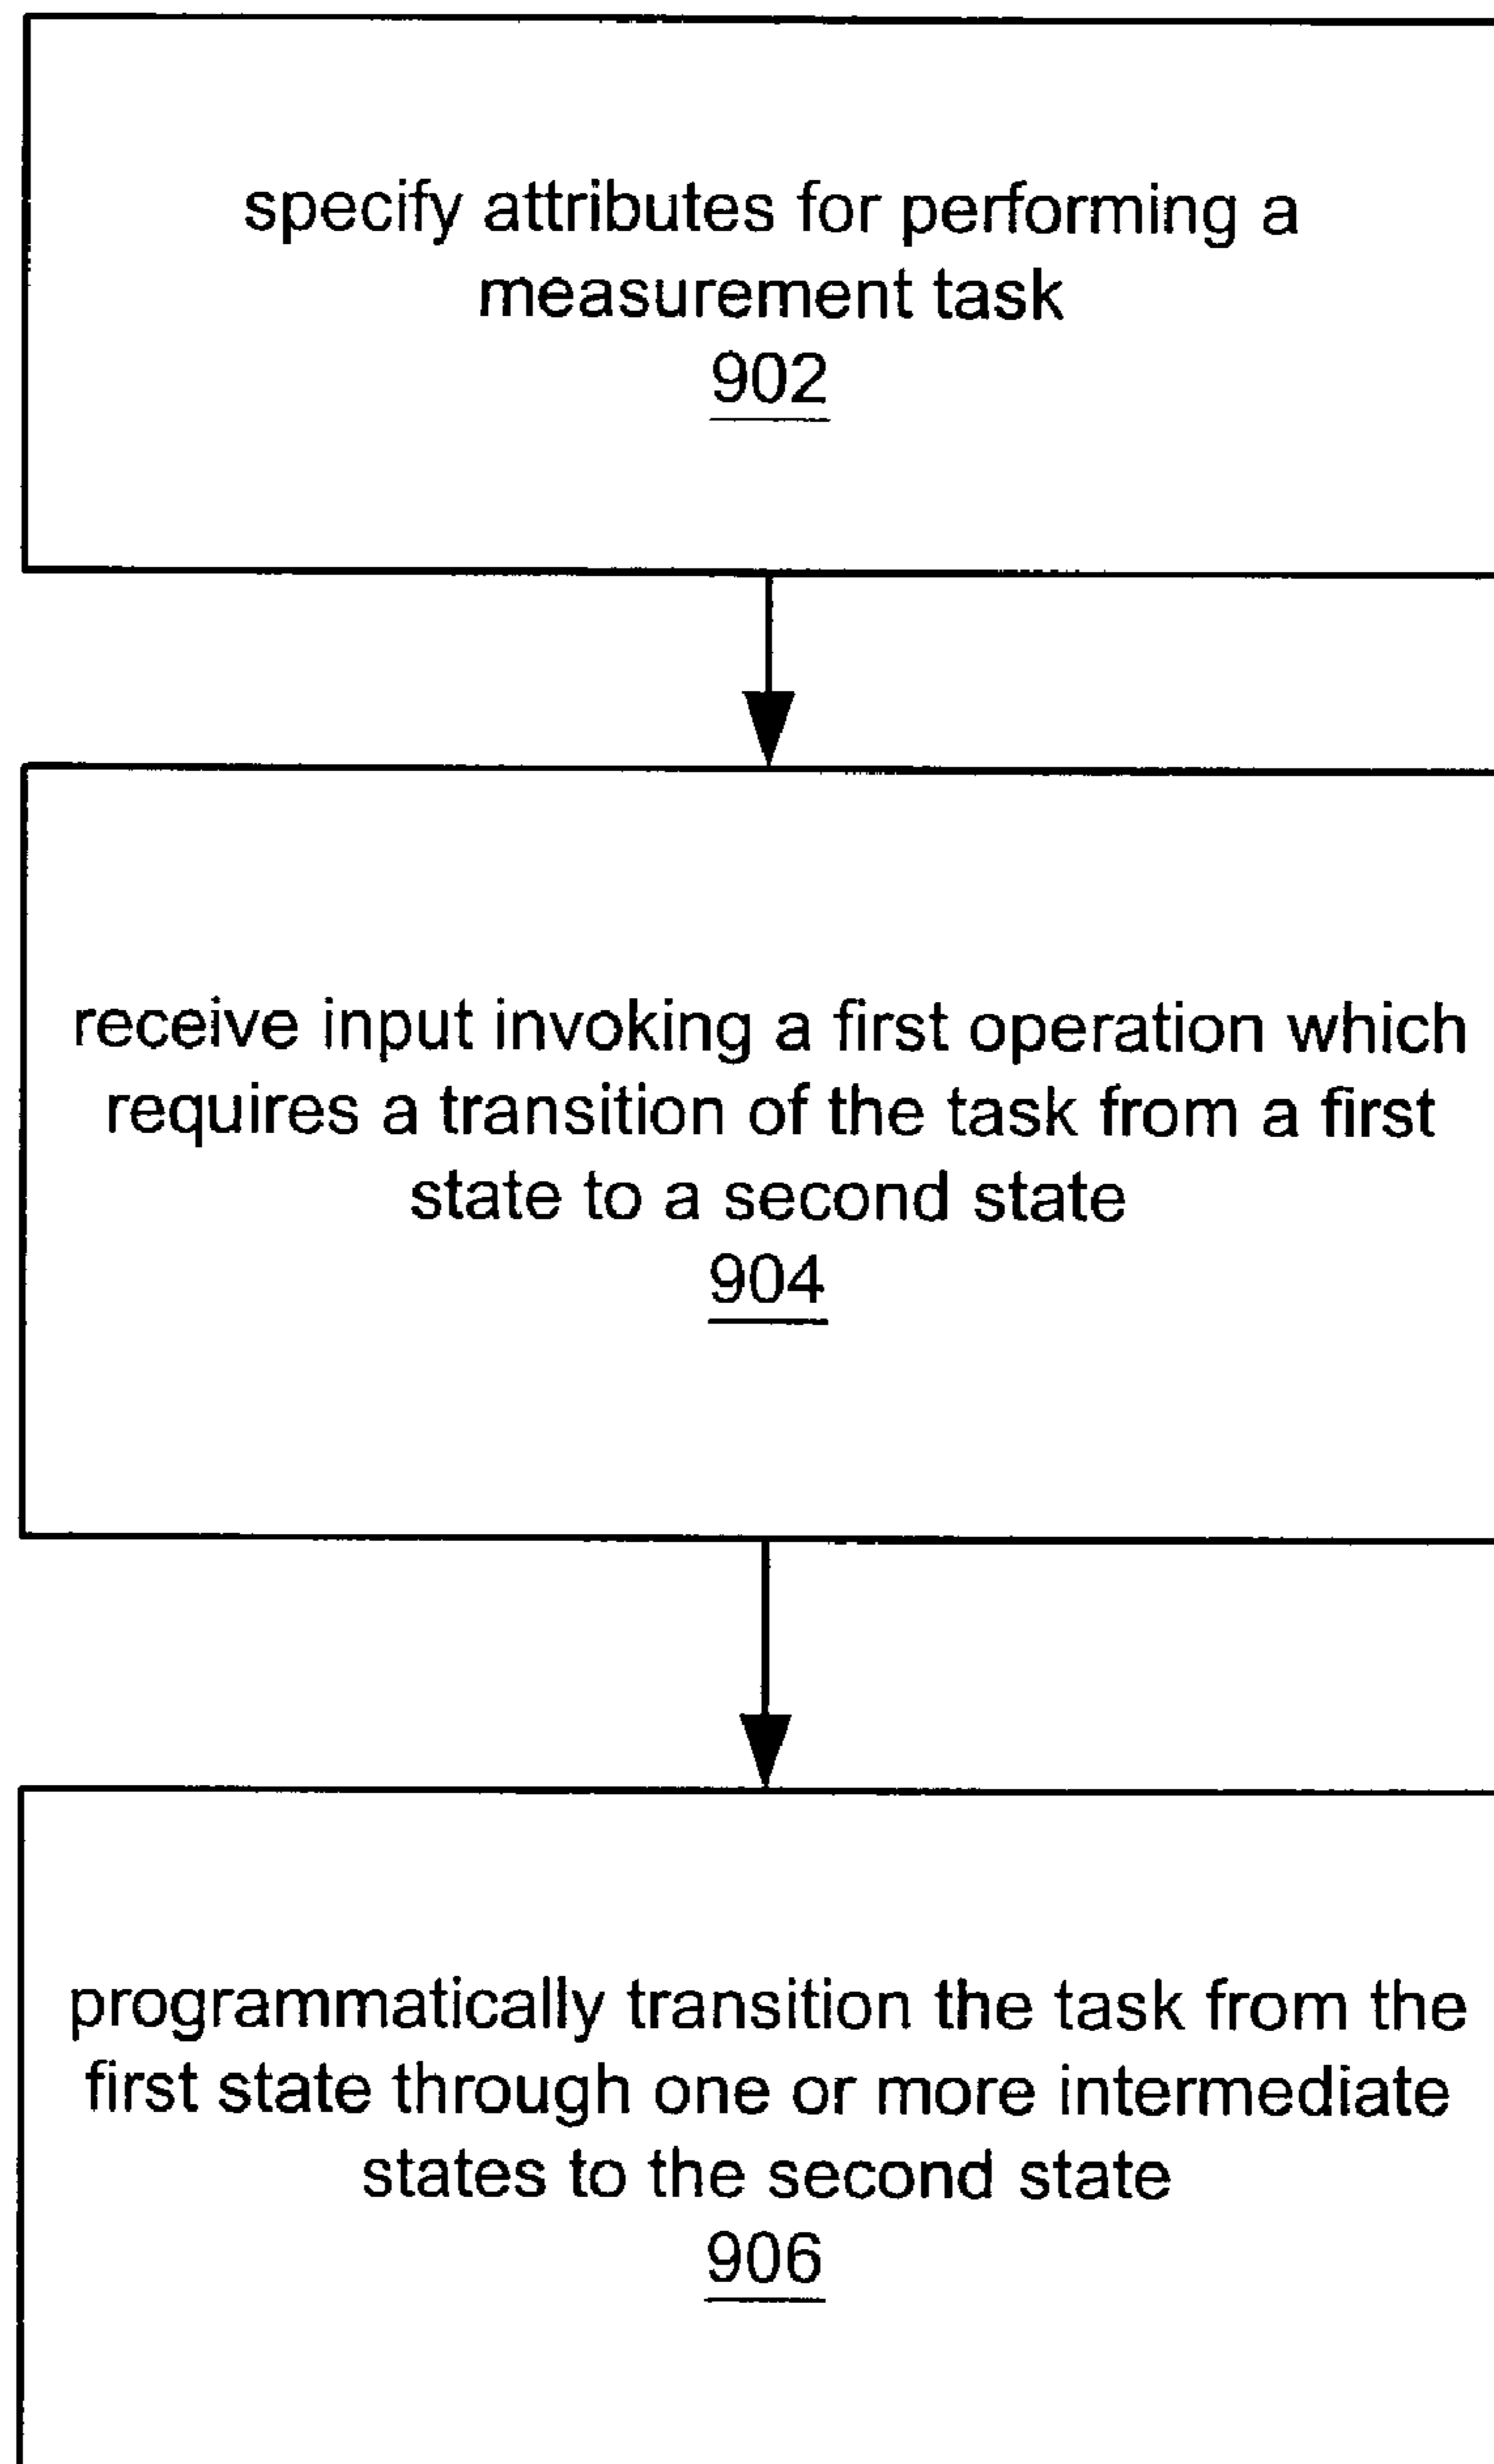 specify attributes for performing a
measurement task
902
receive input invoking a first operation which
requires a transition of the task from a first
state to a second state
904
programmatically transition the task from the
first state through one or more intermediate
states to the second state
906